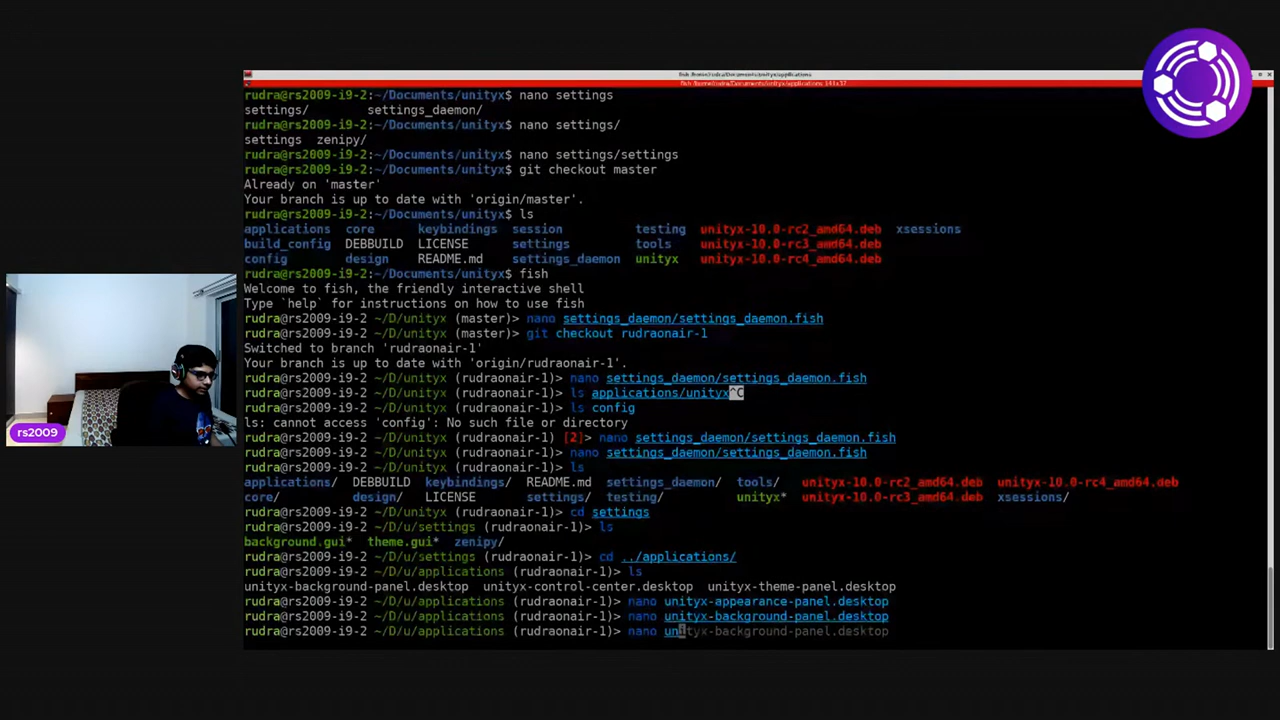 fish /home/rudra/Documents/unityx/applications
fish /home/rudra/Documents/unityx/applications 141x37
rudra@rs2009-i9-2:~/Documents/unityx$ nano settings
settings/ settings_daemon/
rudra@rs2009-i9-2:~/Documents/unityx$ nano settings/
settings zenipy/
rudra@rs2009-i9-2:~/Documents/unityx$ nano settings/settings
rudra@rs2009-i9-2:~/Documents/unityx$ git checkout master
Already on 'master'
Your branch is up to date with 'origin/master'.
rudra@rs2009-i9-2:~/Documents/unityx$ ls
applications core keybindings session testing unityx-10.0-rc2_amd64.deb xsessions
build_config DEBBUILD LICENSE settings tools unityx-10.0-rc3_amd64.deb
config design README.md settings_daemon unityx unityx-10.0-rc4_amd64.deb
rudra@rs2009-i9-2:~/Documents/unityx$ fish
Welcome to fish, the friendly interactive shell
Type `help` for instructions on how to use fish
rudra@rs2009-i9-2 ~/D/unityx (master)> nano settings_daemon/settings_daemon.fish
rudra@rs2009-i9-2 ~/D/unityx (master)> git checkout rudraonair-1
Switched to branch 'rudraonair-1'
Your branch is up to date with 'origin/rudraonair-1'.
rudra@rs2009-i9-2 ~/D/unityx (rudraonair-1)> nano settings_daemon/settings_daemon.fish
rudra@rs2009-i9-2 ~/D/unityx (rudraonair-1)> ls applications/unityx^C
rudra@rs2009-i9-2 ~/D/unityx (rudraonair-1)> ls config
ls: cannot access 'config': No such file or directory
rudra@rs2009-i9-2 ~/D/unityx (rudraonair-1) [2]> nano settings_daemon/settings_daemon.fish
rudra@rs2009-i9-2 ~/D/unityx (rudraonair-1)> nano settings_daemon/settings_daemon.fish
rudra@rs2009-i9-2 ~/D/unityx (rudraonair-1)> ls
applications/ DEBBUILD keybindings/ README.md settings_daemon/ tools/ unityx-10.0-rc2_amd64.deb unityx-10.0-rc4_amd64.deb
core/ design/ LICENSE settings/ testing/ unityx* unityx-10.0-rc3_amd64.deb xsessions/
rudra@rs2009-i9-2 ~/D/unityx (rudraonair-1)> cd settings
rudra@rs2009-i9-2 ~/D/u/settings (rudraonair-1)> ls
background.gui* theme.gui* zenipy/
rudra@rs2009-i9-2 ~/D/u/settings (rudraonair-1)> cd ../applications/
rudra@rs2009-i9-2 ~/D/u/applications (rudraonair-1)> ls
unityx-background-panel.desktop unityx-control-center.desktop unityx-theme-panel.desktop
rudra@rs2009-i9-2 ~/D/u/applications (rudraonair-1)> nano unityx-appearance-panel.desktop
rudra@rs2009-i9-2 ~/D/u/applications (rudraonair-1)> nano unityx-background-panel.desktop
rudra@rs2009-i9-2 ~/D/u/applications (rudraonair-1)> nano unityx-background-panel.desktop
rs2009